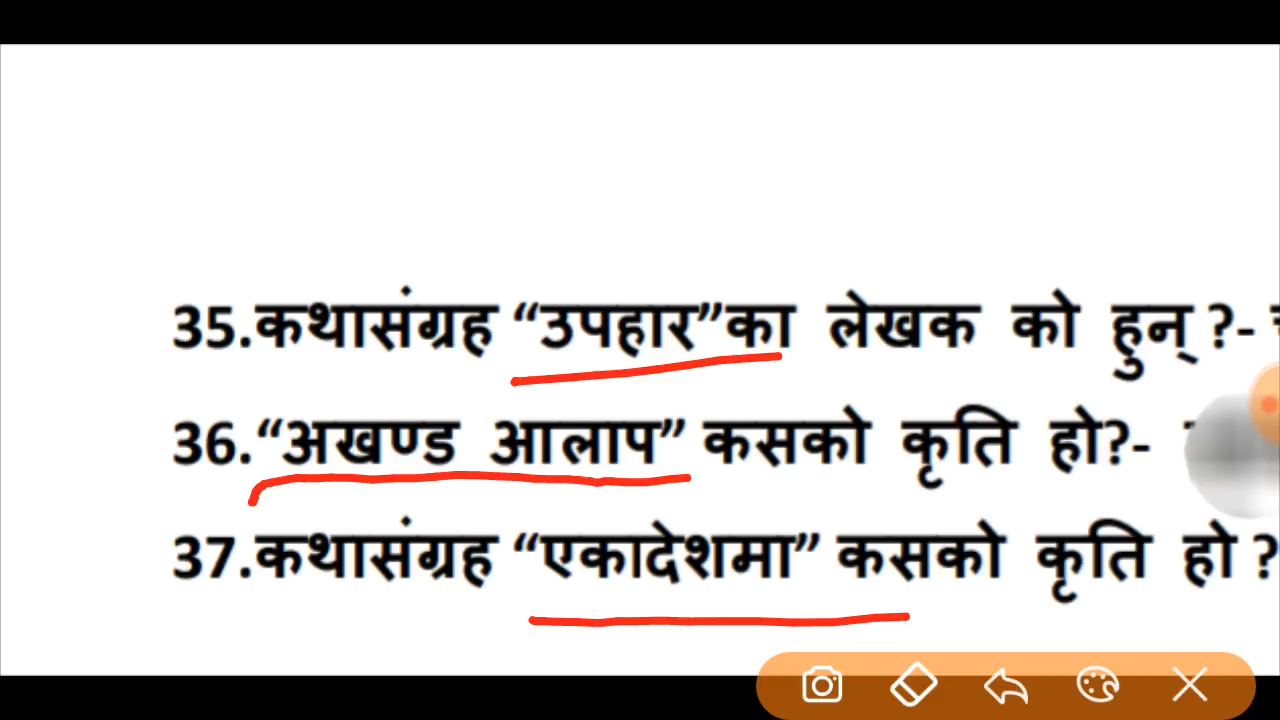 35.कथासंग्रह “उपहार”का लेखक को हुन् ?-
36.“अखण्ड आलाप” कसको कृति हो?-
37.कथासंग्रह “एकादेशमा” कसको कृति हो ?